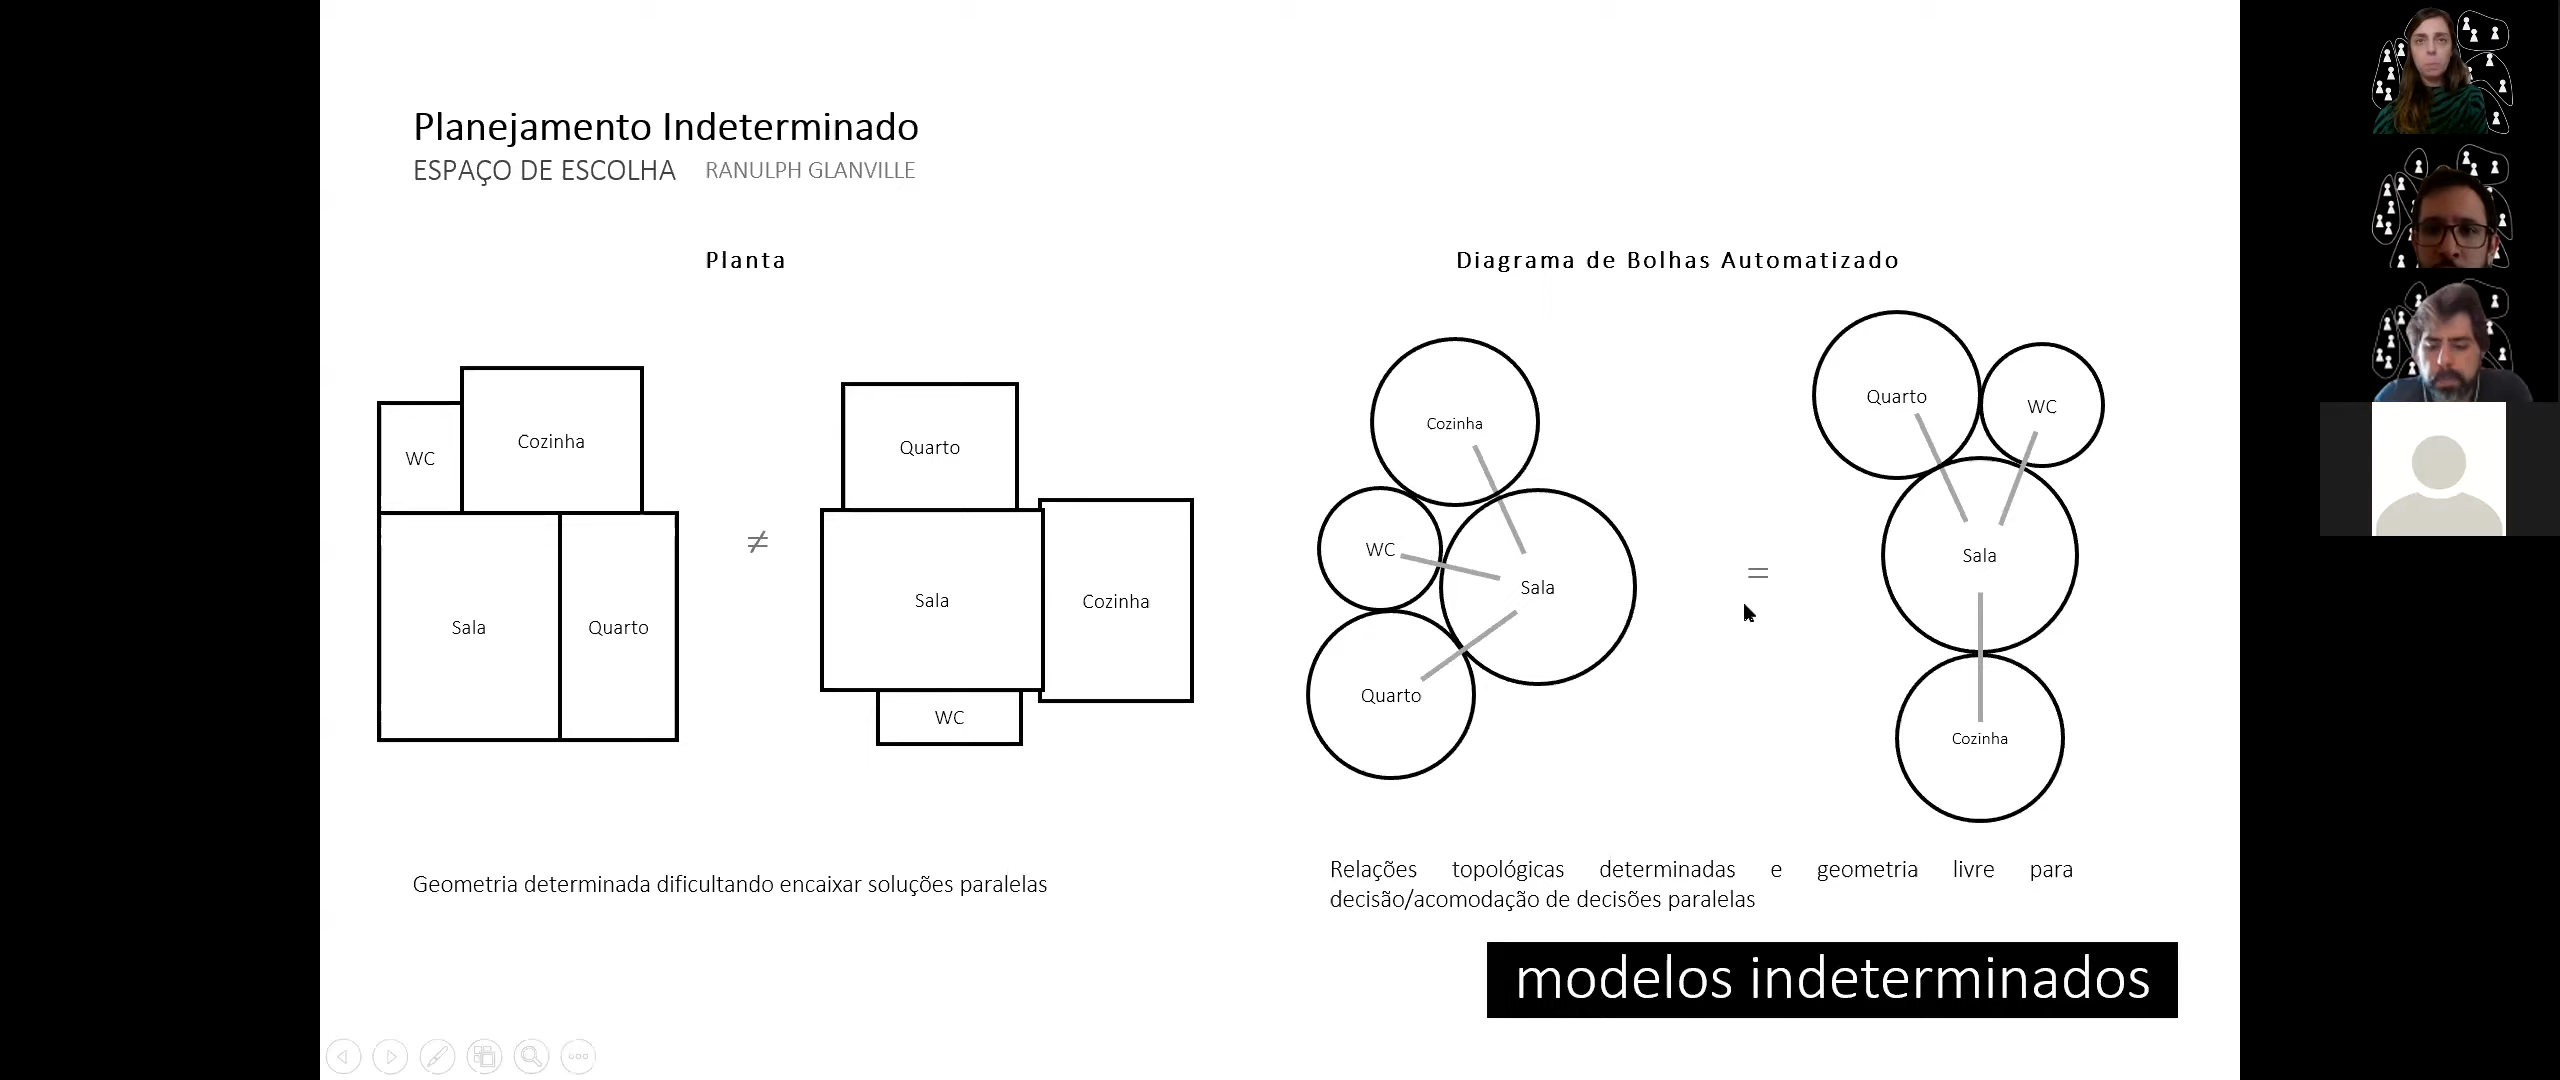 Planejamento Indeterminado
ESPAÇO DE ESCOLHA RANULPH GLANVILLE
Planta
WC
Cozinha
Sala
Quarto
≠
Quarto
Sala
Cozinha
WC
Geometria determinada dificultando encaixar soluções paralelas
Diagrama de Bolhas Automatizado
Cozinha
WC
Sala
Quarto
=
Quarto
WC
Sala
Cozinha
Relações topológicas determinadas e geometria livre para
decisão/acomodação de decisões paralelas
modelos indeterminados